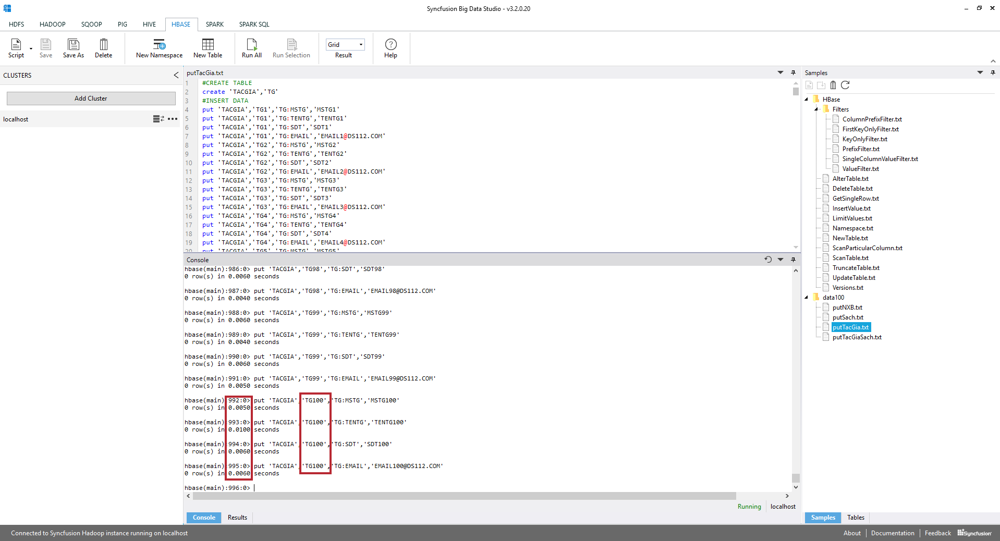 Syncfusion Big Data Studio - v3.2.0.20
HDFS HADOOP SQOOP PIG HIVE HBASE SPARK SPARK SQL
Script Save Save As Delete New Namespace New Table Run All Run Selection Grid Result Help
CLUSTERS
Add Cluster
localhost
putTacGia.txt
1 #CREATE TABLE
2 create 'TACGIA','TG'
3 #INSERT DATA
4 put 'TACGIA','TG1','TG:MSTG','MSTG1'
5 put 'TACGIA','TG1','TG:TENTG','TENTG1'
6 put 'TACGIA','TG1','TG:SDT','SDT1'
7 put 'TACGIA','TG1','TG:EMAIL','EMAIL1@DS112.COM'
8 put 'TACGIA','TG2','TG:MSTG','MSTG2'
9 put 'TACGIA','TG2','TG:TENTG','TENTG2'
10 put 'TACGIA','TG2','TG:SDT','SDT2'
11 put 'TACGIA','TG2','TG:EMAIL','EMAIL2@DS112.COM'
12 put 'TACGIA','TG3','TG:MSTG','MSTG3'
13 put 'TACGIA','TG3','TG:TENTG','TENTG3'
14 put 'TACGIA','TG3','TG:SDT','SDT3'
15 put 'TACGIA','TG3','TG:EMAIL','EMAIL3@DS112.COM'
16 put 'TACGIA','TG4','TG:MSTG','MSTG4'
17 put 'TACGIA','TG4','TG:TENTG','TENTG4'
18 put 'TACGIA','TG4','TG:SDT','SDT4'
19 put 'TACGIA','TG4','TG:EMAIL','EMAIL4@DS112.COM'
20 put 'TACGIA','TG5','TG:MSTG','MSTG5'
Console
hbase(main):986:0> put 'TACGIA','TG98','TG:SDT','SDT98'
0 row(s) in 0.0060 seconds
hbase(main):987:0> put 'TACGIA','TG98','TG:EMAIL','EMAIL98@DS112.COM'
0 row(s) in 0.0040 seconds
hbase(main):988:0> put 'TACGIA','TG99','TG:MSTG','MSTG99'
0 row(s) in 0.0060 seconds
hbase(main):989:0> put 'TACGIA','TG99','TG:TENTG','TENTG99'
0 row(s) in 0.0040 seconds
hbase(main):990:0> put 'TACGIA','TG99','TG:SDT','SDT99'
0 row(s) in 0.0060 seconds
hbase(main):991:0> put 'TACGIA','TG99','TG:EMAIL','EMAIL99@DS112.COM'
0 row(s) in 0.0050 seconds
hbase(main):992:0> put 'TACGIA','TG100','TG:MSTG','MSTG100'
0 row(s) in 0.0050 seconds
hbase(main):993:0> put 'TACGIA','TG100','TG:TENTG','TENTG100'
0 row(s) in 0.0100 seconds
hbase(main):994:0> put 'TACGIA','TG100','TG:SDT','SDT100'
0 row(s) in 0.0060 seconds
hbase(main):995:0> put 'TACGIA','TG100','TG:EMAIL','EMAIL100@DS112.COM'
0 row(s) in 0.0060 seconds
hbase(main):996:0>
Running localhost
Console Results
Samples
HBase
Filters
ColumnPrefixFilter.txt
FirstKeyOnlyFilter.txt
KeyOnlyFilter.txt
PrefixFilter.txt
SingleColumnValueFilter.txt
ValueFilter.txt
AlterTable.txt
DeleteTable.txt
GetSingleRow.txt
InsertValue.txt
LimitValues.txt
Namespace.txt
NewTable.txt
ScanParticularColumn.txt
ScanTable.txt
TruncateTable.txt
UpdateTable.txt
Versions.txt
data100
putNXB.txt
putSach.txt
putTacGia.txt
putTacGiaSach.txt
Samples Tables
Connected to Syncfusion Hadoop instance running on localhost
About Documentation Feedback Syncfusion